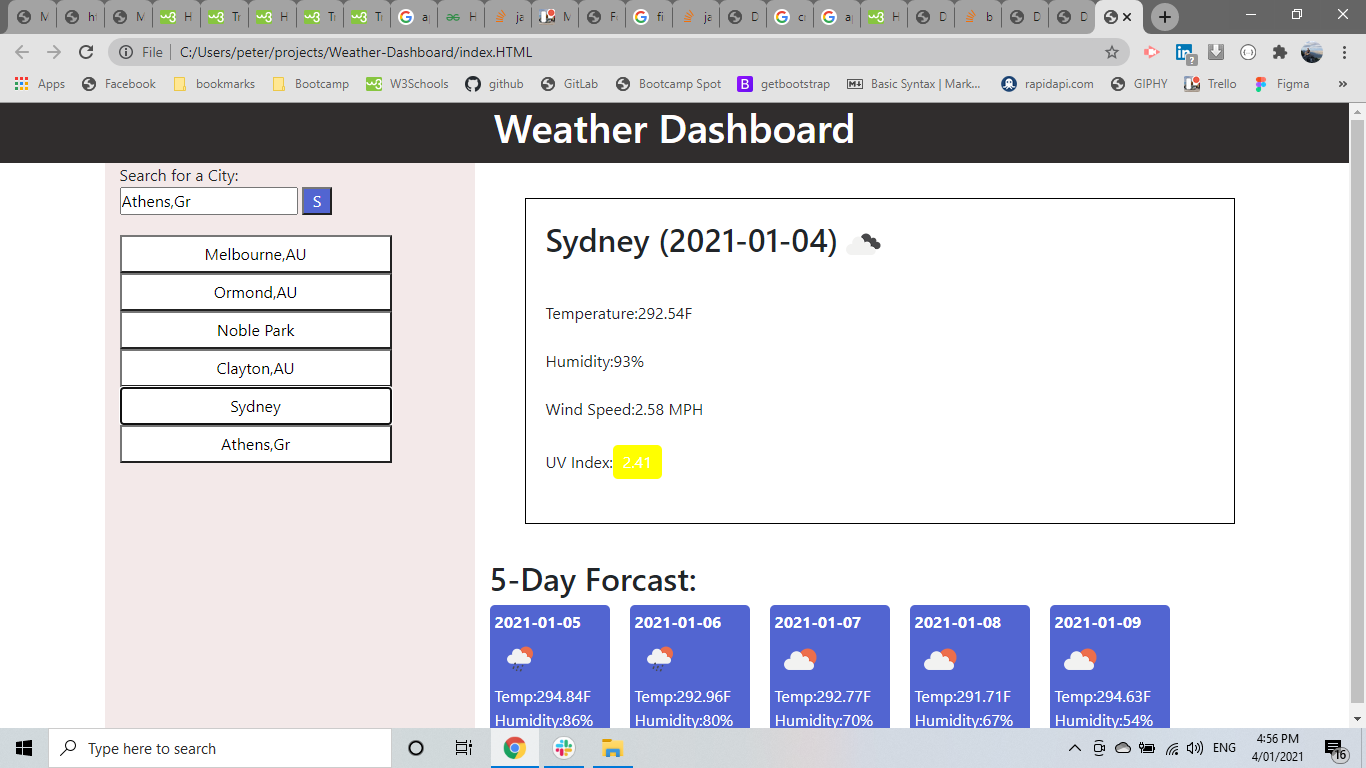 M
h
M
H
Tr
H
Tr
Tr
a
H
ja
M
F
fi
ja
D
c
a
H
D
b
D
D
File | C:/Users/peter/projects/Weather-Dashboard/index.HTML
Apps Facebook bookmarks Bootcamp W3Schools github GitLab Bootcamp Spot getbootstrap Basic Syntax | Mark... rapidapi.com GIPHY Trello Figma »
Weather Dashboard
Search for a City:
Athens,Gr S
Melbourne,AU
Ormond,AU
Noble Park
Clayton,AU
Sydney
Athens,Gr
Sydney (2021-01-04)
Temperature:292.54F
Humidity:93%
Wind Speed:2.58 MPH
UV Index: 2.41
5-Day Forcast:
2021-01-05 2021-01-06 2021-01-07 2021-01-08 2021-01-09
Temp:294.84F Temp:292.96F Temp:292.77F Temp:291.71F Temp:294.63F
Humidity:86% Humidity:80% Humidity:70% Humidity:67% Humidity:54%
Type here to search
ENG
4:56 PM
4/01/2021
16